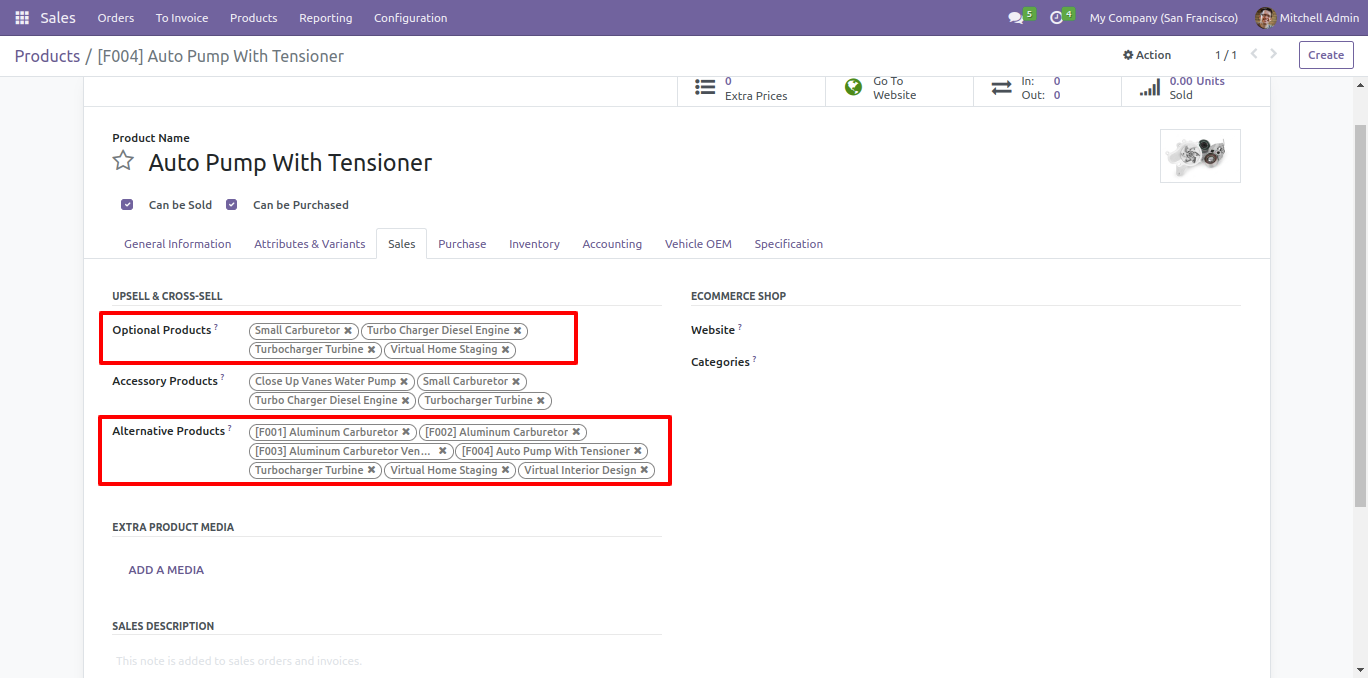 Sales Orders To Invoice Products Reporting Configuration 5 4 My Company (San Francisco) Mitchell Admin
Products / [F004] Auto Pump With Tensioner Action 1 / 1 Create
0 Extra Prices
Go To Website
In: 0
Out: 0
0.00 Units
Sold
Product Name
Auto Pump With Tensioner
Can be Sold Can be Purchased
General Information Attributes & Variants Sales Purchase Inventory Accounting Vehicle OEM Specification
UPSELL & CROSS-SELL
Optional Products ? Small Carburetor ✖ Turbo Charger Diesel Engine ✖
Turbocharger Turbine ✖ Virtual Home Staging ✖
Accessory Products ? Close Up Vanes Water Pump ✖ Small Carburetor ✖
Turbo Charger Diesel Engine ✖ Turbocharger Turbine ✖
Alternative Products ? [F001] Aluminum Carburetor ✖ [F002] Aluminum Carburetor ✖
[F003] Aluminum Carburetor Ven... ✖ [F004] Auto Pump With Tensioner ✖
Turbocharger Turbine ✖ Virtual Home Staging ✖ Virtual Interior Design ✖
ECOMMERCE SHOP
Website ?
Categories ?
EXTRA PRODUCT MEDIA
ADD A MEDIA
SALES DESCRIPTION
This note is added to sales orders and invoices.